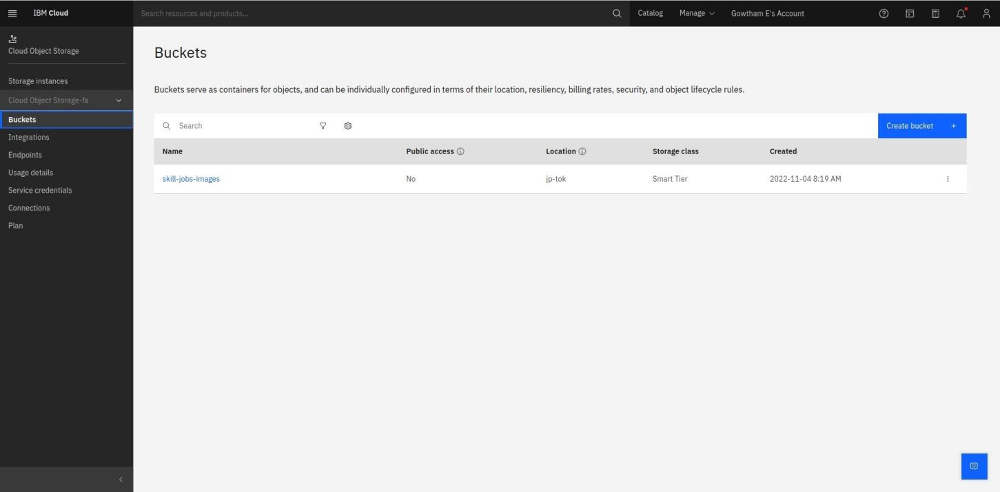 IBM Cloud
Search resources and products...
Catalog
Manage
Gowtham E's Account
Cloud Object Storage
Storage instances
Cloud Object Storage-fa
Buckets
Integrations
Endpoints
Usage details
Service credentials
Connections
Plan
Buckets
Buckets serve as containers for objects, and can be individually configured in terms of their location, resiliency, billing rates, security, and object lifecycle rules.
Search
Create bucket +
Name Public access Location Storage class Created
skill-jobs-images No jp-tok Smart Tier 2022-11-04 8:19 AM